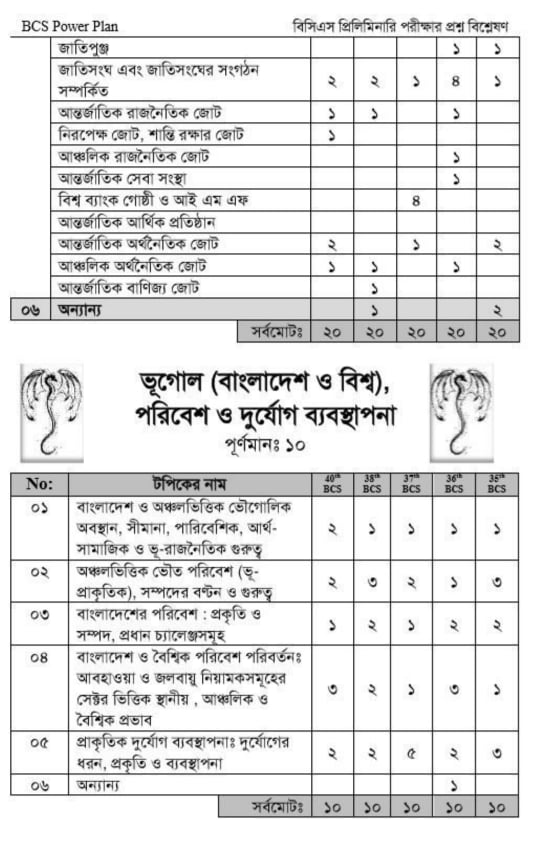 BCS Power Plan বিসিএস প্রিলিমিনারি পরীক্ষার প্রশ্ন বিশ্লেষণ
জাতিপুঞ্জ ১ ১
জাতিসংঘ এবং জাতিসংঘের সংগঠন
সম্পর্কিত ২ ২ ১ ৪ ১
আন্তর্জাতিক রাজনৈতিক জোট ১ ১ ১
নিরপেক্ষ জোট, শান্তি রক্ষার জোট ১
আঞ্চলিক রাজনৈতিক জোট ১
আন্তর্জাতিক সেবা সংস্থা ১
বিশ্ব ব্যাংক গোষ্ঠী ও আই এম এফ ৪
আন্তর্জাতিক আর্থিক প্রতিষ্ঠান
আন্তর্জাতিক অর্থনৈতিক জোট ২ ১ ২
আঞ্চলিক অর্থনৈতিক জোট ১ ১ ১
আন্তর্জাতিক বাণিজ্য জোট ১
০৬ অন্যান্য ১ ২
সর্বমোটঃ ২০ ২০ ২০ ২০ ২০
ভূগোল (বাংলাদেশ ও বিশ্ব),
পরিবেশ ও দুর্যোগ ব্যবস্থাপনা
পূর্ণমানঃ ১০
No: টপিকের নাম 40th BCS 38th BCS 37th BCS 36th BCS 35th BCS
০১ বাংলাদেশ ও অঞ্চলভিত্তিক ভৌগোলিক
অবস্থান, সীমানা, পারিবেশিক, আর্থ-
সামাজিক ও ভূ-রাজনৈতিক গুরুত্ব ২ ১ ১ ১ ১
০২ অঞ্চলভিত্তিক ভৌত পরিবেশ (ভূ-
প্রাকৃতিক), সম্পদের বণ্টন ও গুরুত্ব ২ ৩ ২ ১ ৩
০৩ বাংলাদেশের পরিবেশ : প্রকৃতি ও
সম্পদ, প্রধান চ্যালেঞ্জসমূহ ১ ২ ১ ২ ২
০৪ বাংলাদেশ ও বৈশ্বিক পরিবেশ পরিবর্তনঃ
আবহাওয়া ও জলবায়ু নিয়ামকসমূহের
সেক্টর ভিত্তিক স্থানীয় , আঞ্চলিক ও
বৈশ্বিক প্রভাব ৩ ২ ১ ৩ ১
০৫ প্রাকৃতিক দুর্যোগ ব্যবস্থাপনাঃ দুর্যোগের
ধরন, প্রকৃতি ও ব্যবস্থাপনা ২ ২ ৫ ২ ৩
০৬ অন্যান্য ১
সর্বমোটঃ ১০ ১০ ১০ ১০ ১০